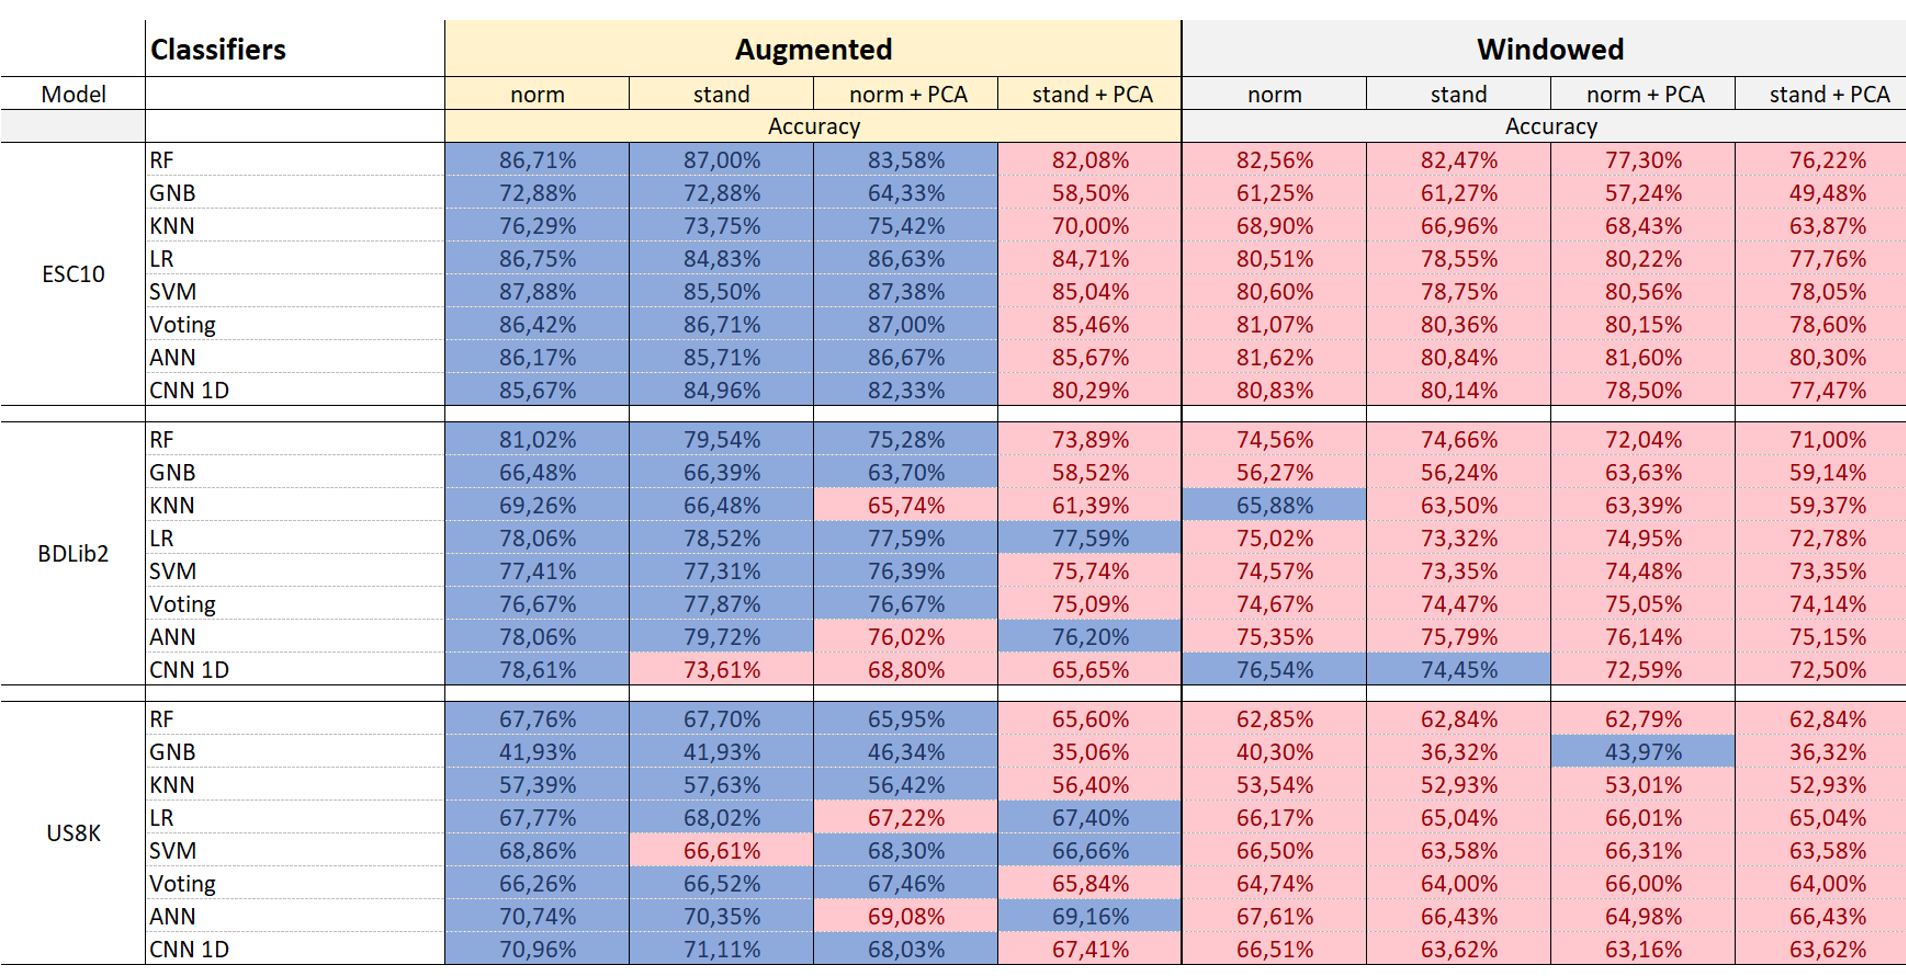 Classifiers Augmented Windowed
Model norm stand norm + PCA stand + PCA norm stand norm + PCA stand + PCA
Accuracy Accuracy
ESC10
RF 86,71% 87,00% 83,58% 82,08% 82,56% 82,47% 77,30% 76,22%
GNB 72,88% 72,88% 64,33% 58,50% 61,25% 61,27% 57,24% 49,48%
KNN 76,29% 73,75% 75,42% 70,00% 68,90% 66,96% 68,43% 63,87%
LR 86,75% 84,83% 86,63% 84,71% 80,51% 78,55% 80,22% 77,76%
SVM 87,88% 85,50% 87,38% 85,04% 80,60% 78,75% 80,56% 78,05%
Voting 86,42% 86,71% 87,00% 85,46% 81,07% 80,36% 80,15% 78,60%
ANN 86,17% 85,71% 86,67% 85,67% 81,62% 80,84% 81,60% 80,30%
CNN 1D 85,67% 84,96% 82,33% 80,29% 80,83% 80,14% 78,50% 77,47%
BDLib2
RF 81,02% 79,54% 75,28% 73,89% 74,56% 74,66% 72,04% 71,00%
GNB 66,48% 66,39% 63,70% 58,52% 56,27% 56,24% 63,63% 59,14%
KNN 69,26% 66,48% 65,74% 61,39% 65,88% 63,50% 63,39% 59,37%
LR 78,06% 78,52% 77,59% 77,59% 75,02% 73,32% 74,95% 72,78%
SVM 77,41% 77,31% 76,39% 75,74% 74,57% 73,35% 74,48% 73,35%
Voting 76,67% 77,87% 76,67% 75,09% 74,67% 74,47% 75,05% 74,14%
ANN 78,06% 79,72% 76,02% 76,20% 75,35% 75,79% 76,14% 75,15%
CNN 1D 78,61% 73,61% 68,80% 65,65% 76,54% 74,45% 72,59% 72,50%
US8K
RF 67,76% 67,70% 65,95% 65,60% 62,85% 62,84% 62,79% 62,84%
GNB 41,93% 41,93% 46,34% 35,06% 40,30% 36,32% 43,97% 36,32%
KNN 57,39% 57,63% 56,42% 56,40% 53,54% 52,93% 53,01% 52,93%
LR 67,77% 68,02% 67,22% 67,40% 66,17% 65,04% 66,01% 65,04%
SVM 68,86% 66,61% 68,30% 66,66% 66,50% 63,58% 66,31% 63,58%
Voting 66,26% 66,52% 67,46% 65,84% 64,74% 64,00% 66,00% 64,00%
ANN 70,74% 70,35% 69,08% 69,16% 67,61% 66,43% 64,98% 66,43%
CNN 1D 70,96% 71,11% 68,03% 67,41% 66,51% 63,62% 63,16% 63,62%